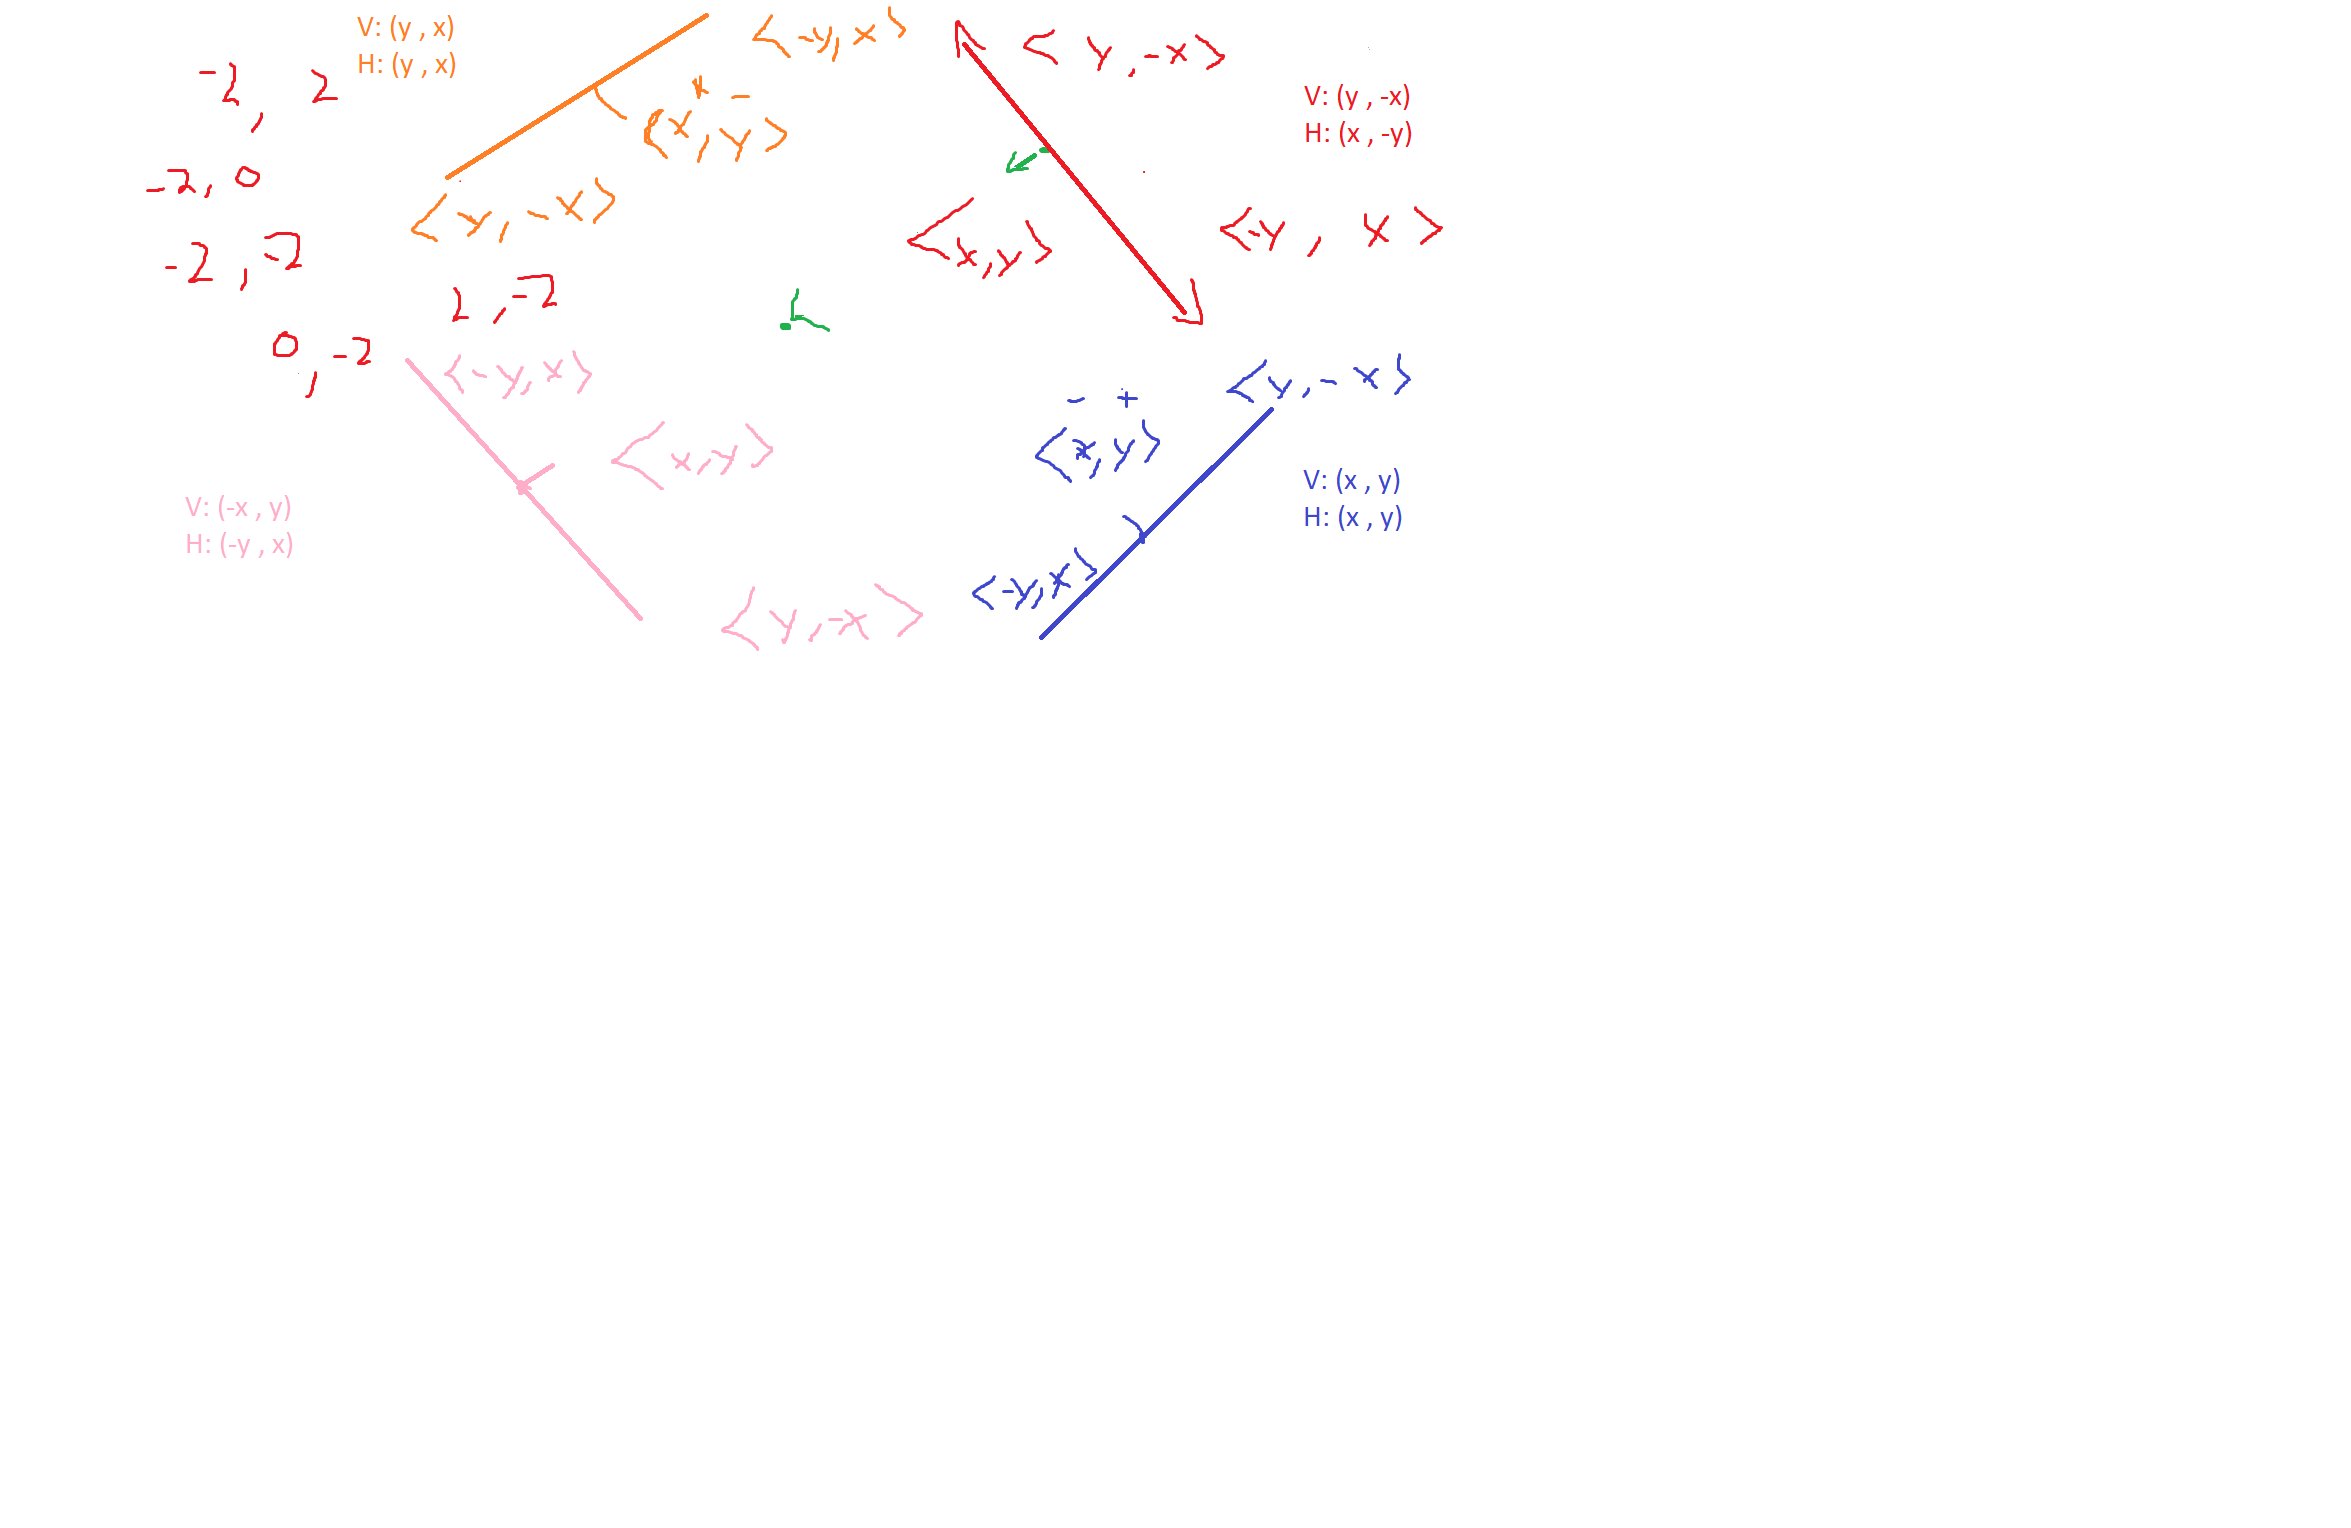 V: (y , x)
H: (y , x)
< -y, x >
< y, -x >
-2, 2
V: (y , -x)
H: (x , -y)
-
< x, y >
-2, 0
< y, -x >
< x, y >
< -y, x >
-2, -2
2, -2
0, -2
< -y, x >
< y, -x >
- +
< x, y >
< x, y >
V: (x , y)
H: (x , y)
V: (-x , y)
H: (-y , x)
< -y, x >
< y, -x >